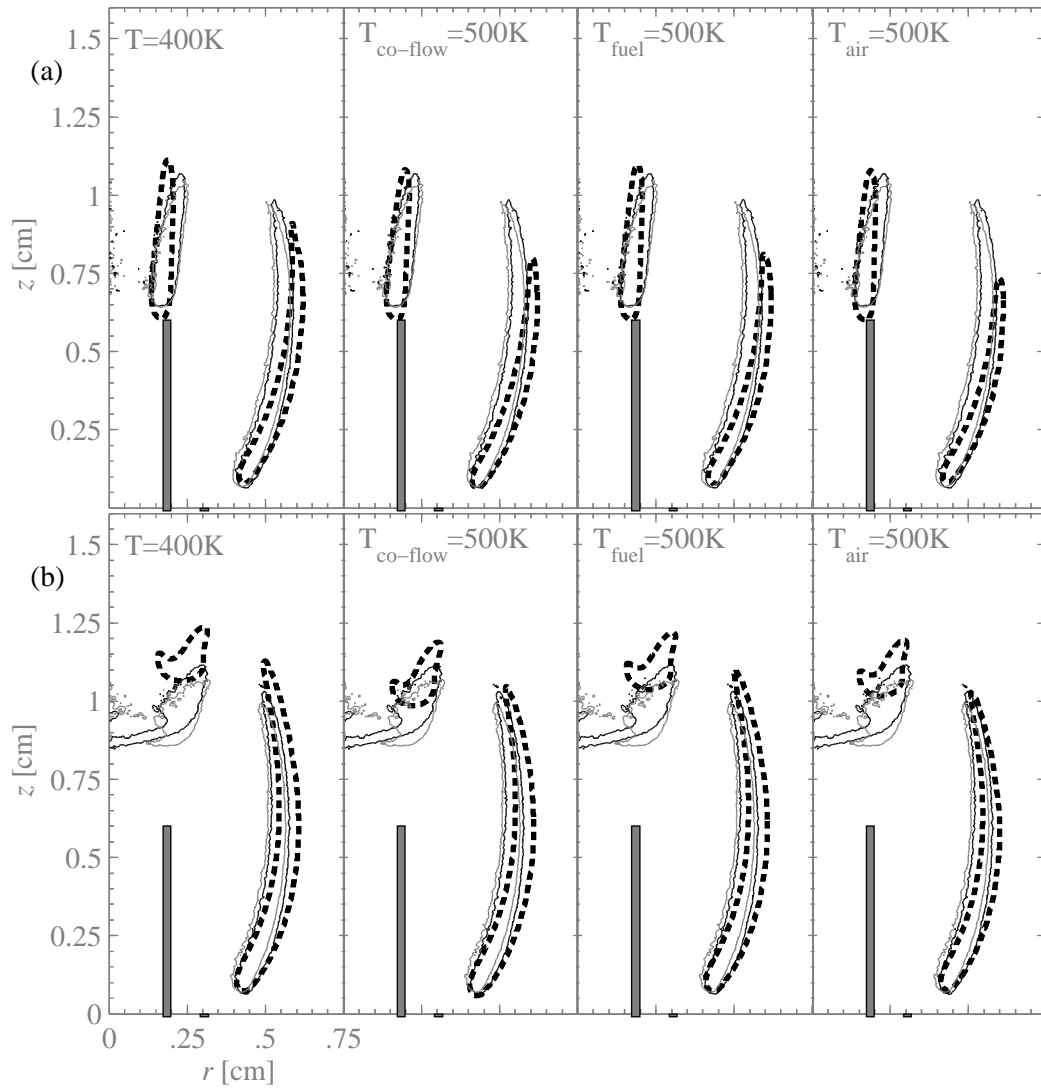 T=400K T_co-flow=500K T_fuel=500K T_air=500K
1.5
(a)
1.25
1
z [cm]
0.75
0.5
0.25
T=400K T_co-flow=500K T_fuel=500K T_air=500K
1.5
(b)
1.25
1
z [cm]
0.75
0.5
0.25
0
0 .25 .5 .75
r [cm]